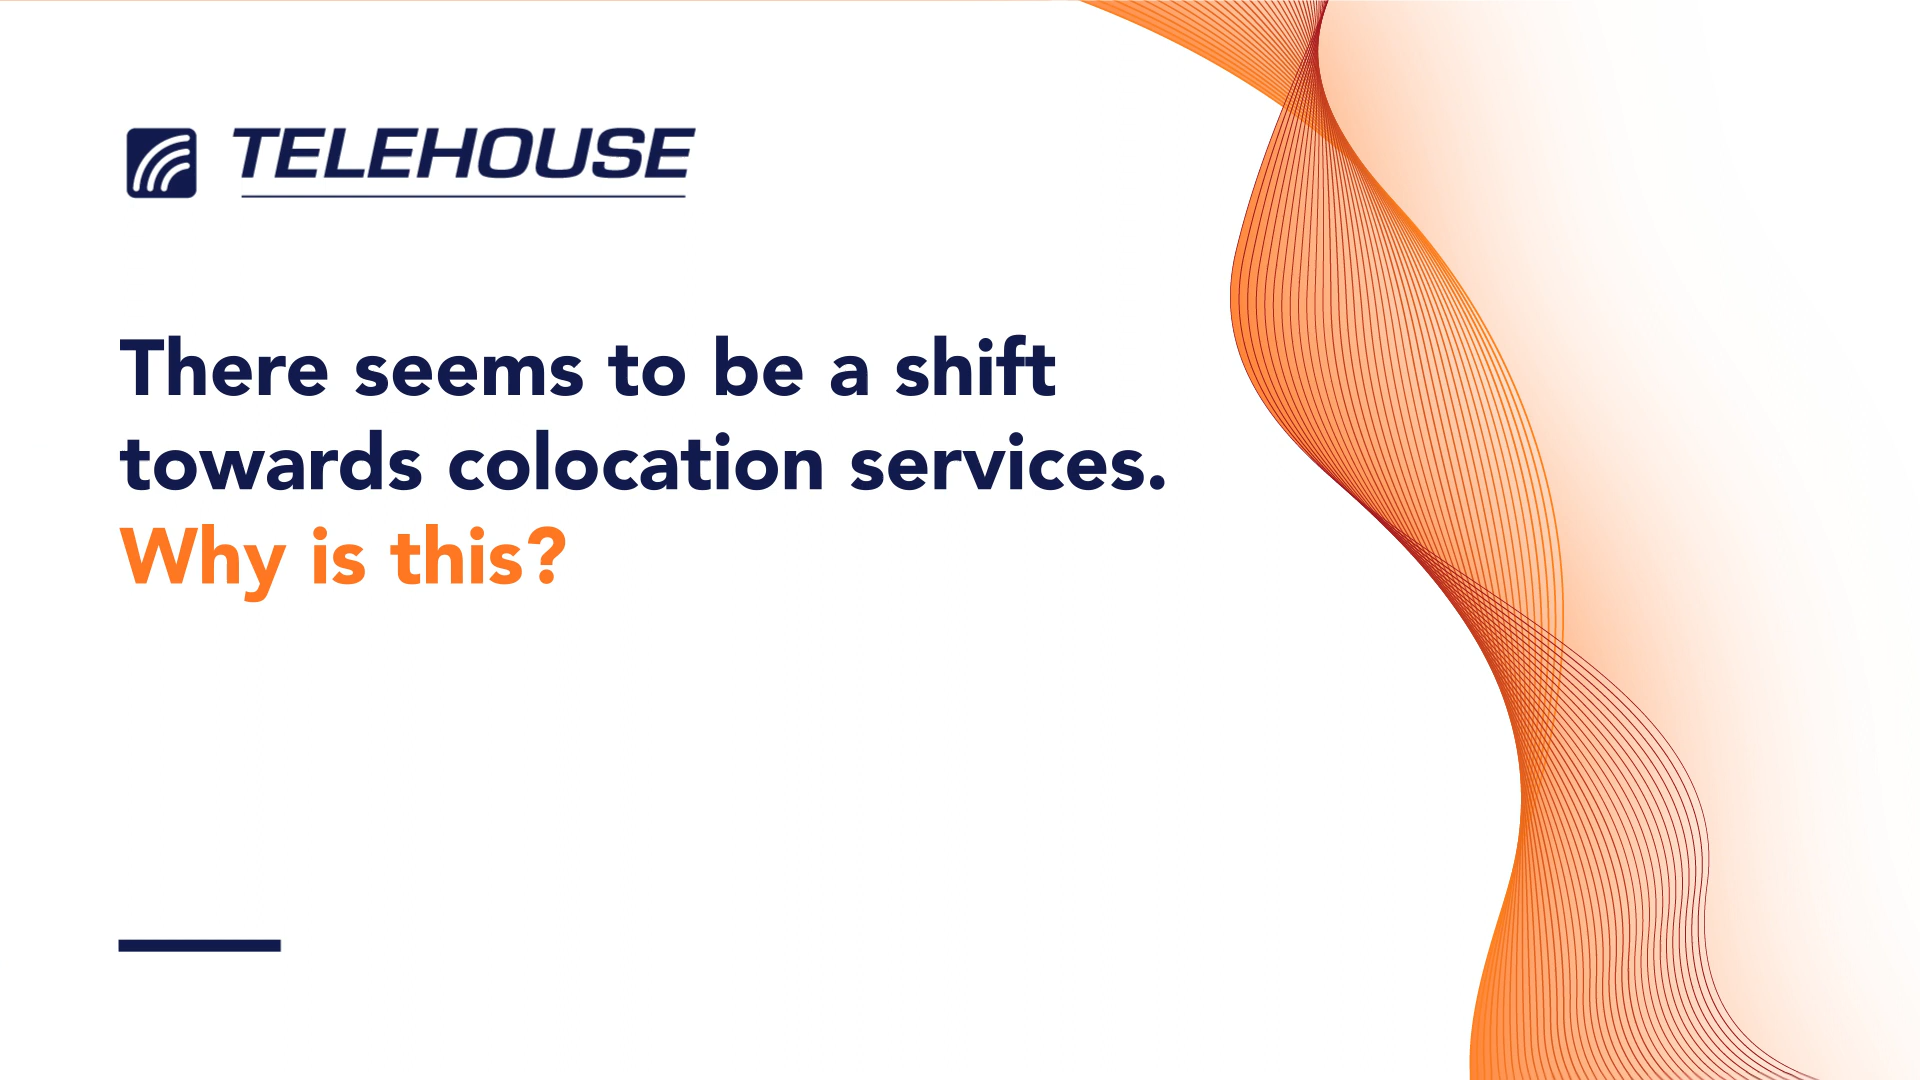 TELEHOUSE
There seems to be a shift
towards colocation services.
Why is this?